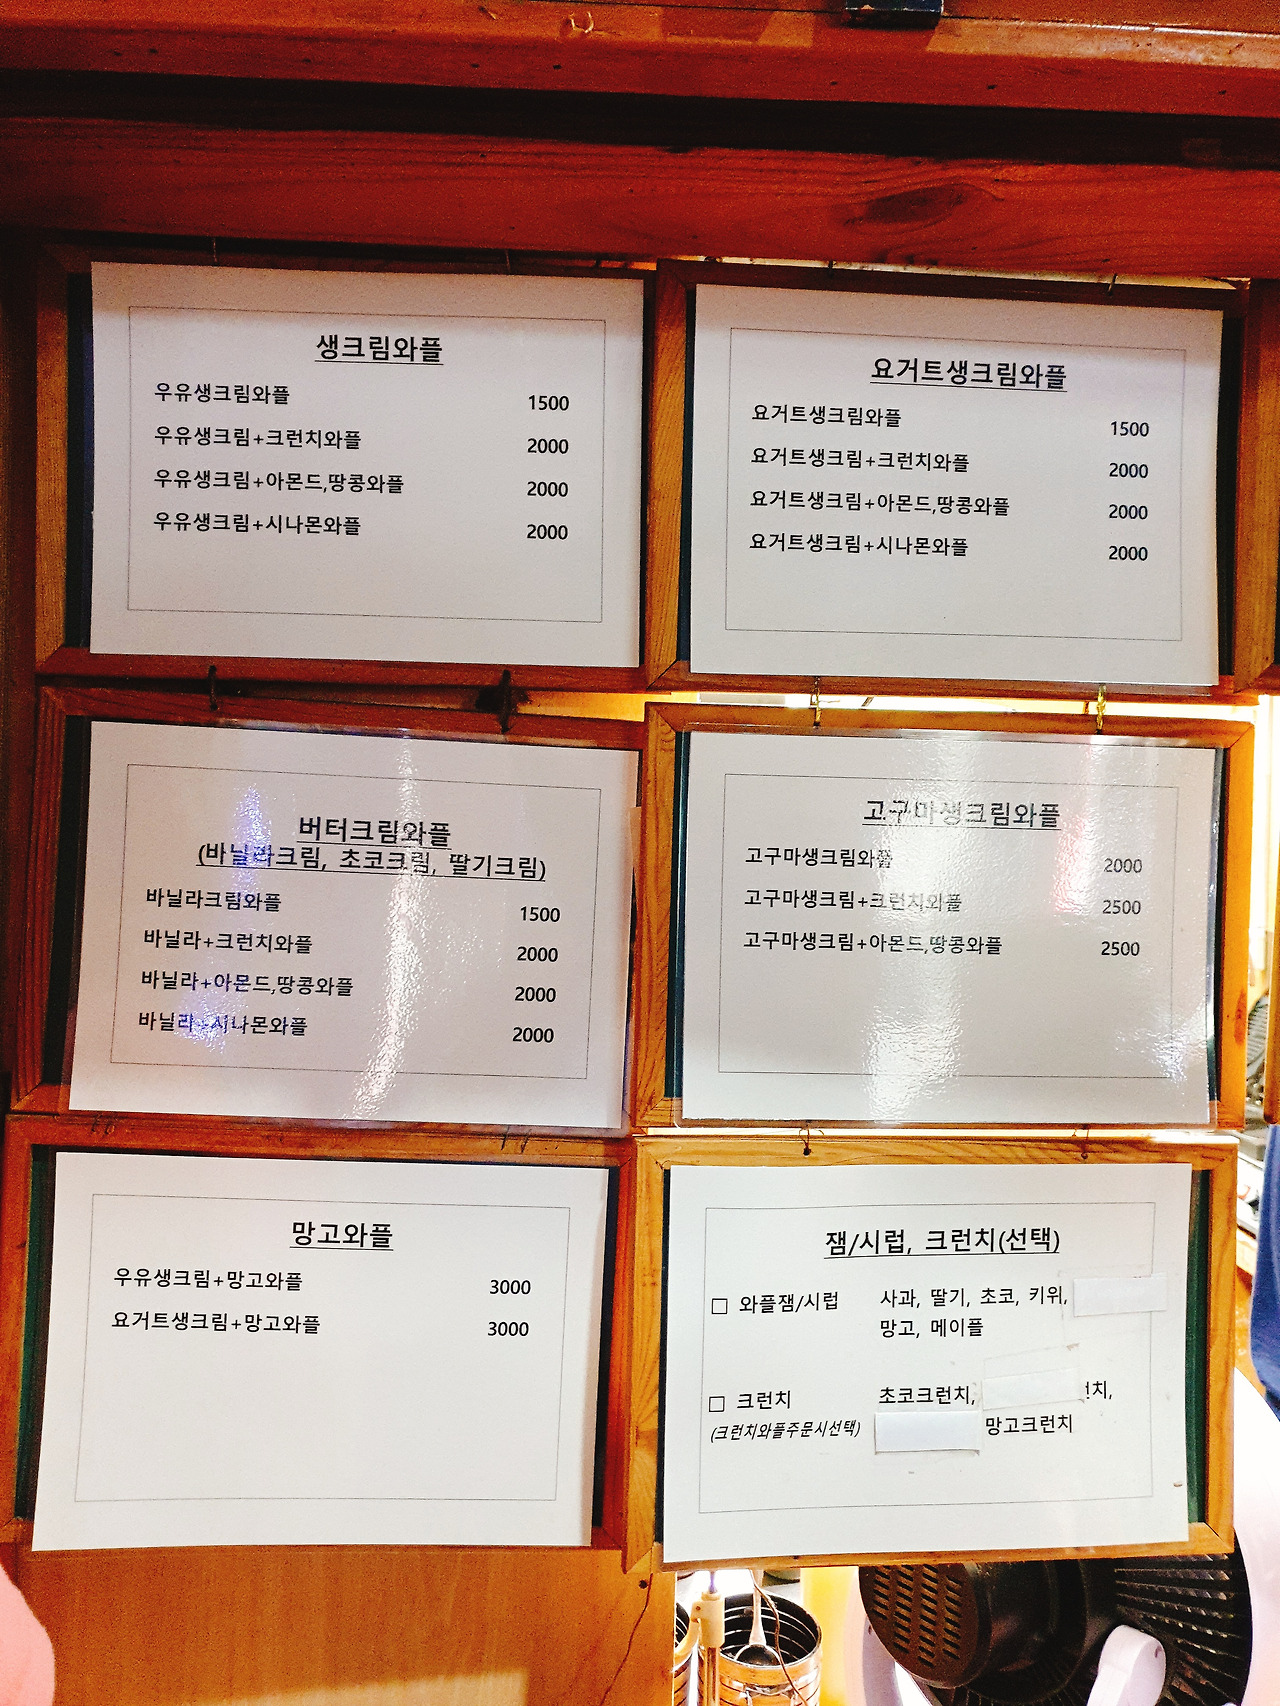 생크림와플
우유생크림와플 1500
우유생크림+크런치와플 2000
우유생크림+아몬드,땅콩와플 2000
우유생크림+시나몬와플 2000
요거트생크림와플
요거트생크림와플 1500
요거트생크림+크런치와플 2000
요거트생크림+아몬드,땅콩와플 2000
요거트생크림+시나몬와플 2000
버터크림와플
(바닐라크림, 초코크림, 딸기크림)
바닐라크림와플 1500
바닐라+크런치와플 2000
바닐라+아몬드,땅콩와플 2000
바닐라+시나몬와플 2000
고구마생크림와플
고구마생크림와플 2000
고구마생크림+크런치와플 2500
고구마생크림+아몬드,땅콩와플 2500
망고와플
우유생크림+망고와플 3000
요거트생크림+망고와플 3000
잼/시럽, 크런치(선택)
□ 와플잼/시럽 사과, 딸기, 초코, 키위,
망고, 메이플
□ 크런치 초코크런치, 치,
(크런치와플주문시선택) 망고크런치